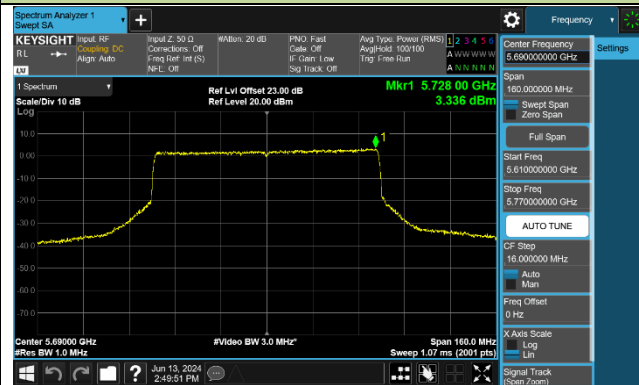 Spectrum Analyzer 1
Swept SA
Frequency
KEYSIGHT
RL
LXI
Input: RF
Coupling: DC
Align: Auto
Input Z: 50 Ω
Corrections: Off
Freq Ref: Int (S)
NFE: Off
#Atten: 20 dB
PNO: Fast
Gate: Off
IF Gain: Low
Sig Track: Off
Avg Type: Power (RMS)
Avg|Hold: 100/100
Trig: Free Run
1 2 3 4 5 6
A W W W W W
A N N N N N
1 Spectrum
Scale/Div 10 dB
Log
Ref Lvl Offset 23.00 dB
Ref Level 20.00 dBm
Mkr1 5.728 00 GHz
3.336 dBm
1
10.0
0.00
-10.0
-20.0
-30.0
-40.0
-50.0
-60.0
-70.0
Center 5.69000 GHz
#Res BW 1.0 MHz
#Video BW 3.0 MHz*
Span 160.0 MHz
Sweep 1.07 ms (2001 pts)
Jun 13, 2024
2:49:51 PM
Center Frequency
5.690000000 GHz
Settings
Span
160.000000 MHz
Swept Span
Zero Span
Full Span
Start Freq
5.610000000 GHz
Stop Freq
5.770000000 GHz
AUTO TUNE
CF Step
16.000000 MHz
Auto
Man
Freq Offset
0 Hz
X Axis Scale
Log
Lin
Signal Track
(Span Zoom)